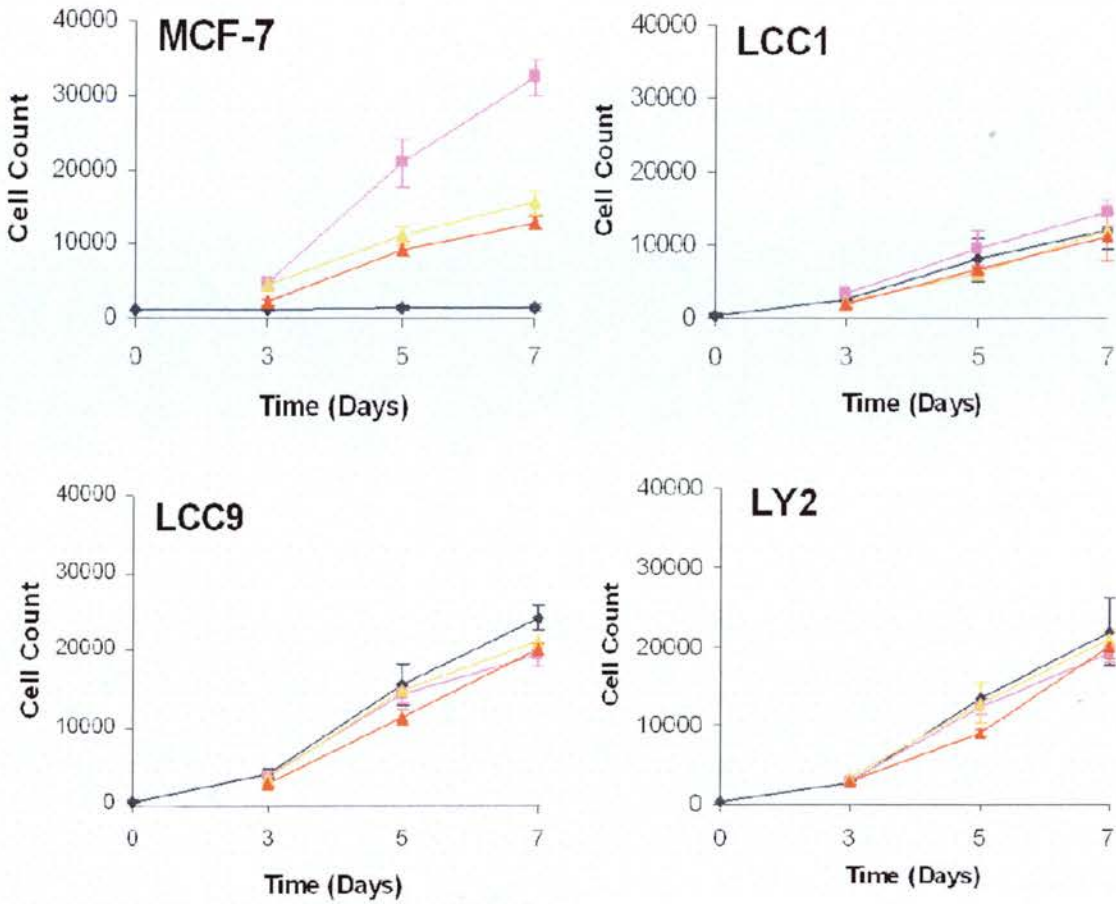 MCF-7
Cell Count
40000
30000
20000
10000
0
0 3 5 7
Time (Days)
LCC1
Cell Count
40000
30000
20000
10000
0
0 3 5 7
Time (Days)
LCC9
Cell Count
40000
30000
20000
10000
0
0 3 5 7
Time (Days)
LY2
Cell Count
40000
30000
20000
10000
0
0 3 5 7
Time (Days)